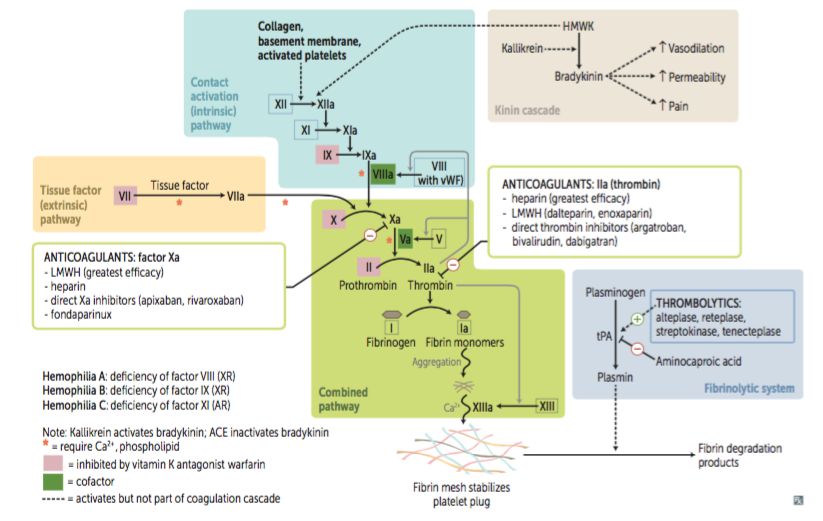 Collagen,
basement membrane,
activated platelets
Contact
activation
(intrinsic)
pathway
XII
XIIa
XI
XIa
IX
IXa
VIIIa
VIII
with vWF)
HMWK
Kallikrein
Bradykinin
↑ Vasodilation
↑ Permeability
↑ Pain
Kinin cascade
Tissue factor
(extrinsic)
pathway
VII
Tissue factor
VIIa
*
*
*
X
Xa
*
Va
V
II
IIa
Prothrombin
Thrombin
I
Ia
Fibrinogen
Fibrin monomers
Aggregation
Ca²⁺
XIIIa
XIII
Combined
pathway
Fibrin mesh stabilizes
platelet plug
ANTICOAGULANTS: factor Xa
- LMWH (greatest efficacy)
- heparin
- direct Xa inhibitors (apixaban, rivaroxaban)
- fondaparinux
ANTICOAGULANTS: IIa (thrombin)
- heparin (greatest efficacy)
- LMWH (dalteparin, enoxaparin)
- direct thrombin inhibitors (argatroban,
bivalirudin, dabigatran)
Plasminogen
THROMBOLYTICS:
alteplase, reteplase,
streptokinase, tenecteplase
tPA
Aminocaproic acid
Plasmin
Fibrinolytic system
Fibrin degradation
products
Hemophilia A: deficiency of factor VIII (XR)
Hemophilia B: deficiency of factor IX (XR)
Hemophilia C: deficiency of factor XI (AR)
Note: Kallikrein activates bradykinin; ACE inactivates bradykinin
* = require Ca²⁺, phospholipid
= inhibited by vitamin K antagonist warfarin
= cofactor
= activates but not part of coagulation cascade